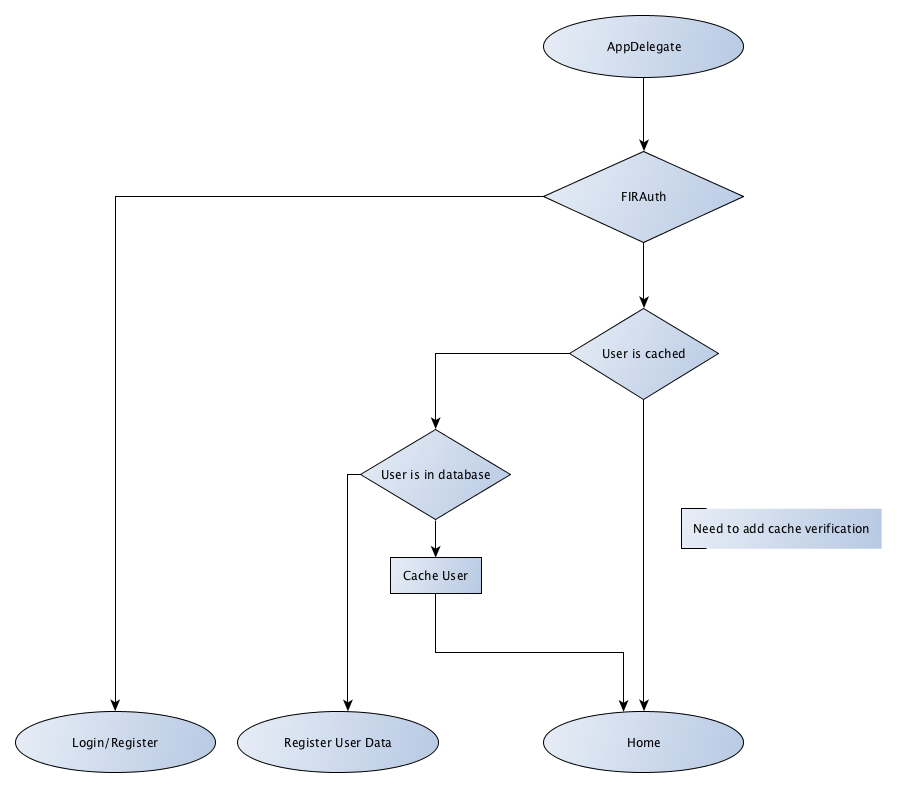 AppDelegate
FIRAuth
User is cached
User is in database
Need to add cache verification
Cache User
Login/Register
Register User Data
Home